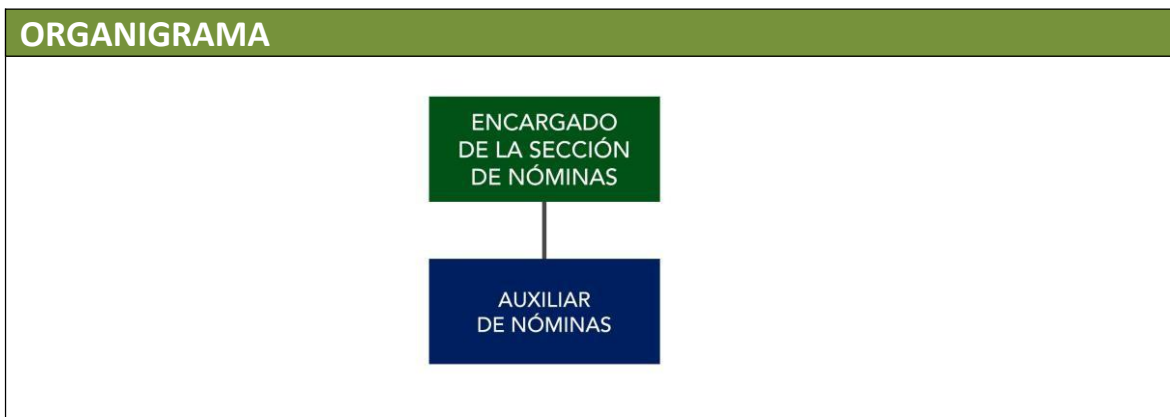 ORGANIGRAMA
ENCARGADO
DE LA SECCIÓN
DE NÓMINAS
AUXILIAR
DE NÓMINAS